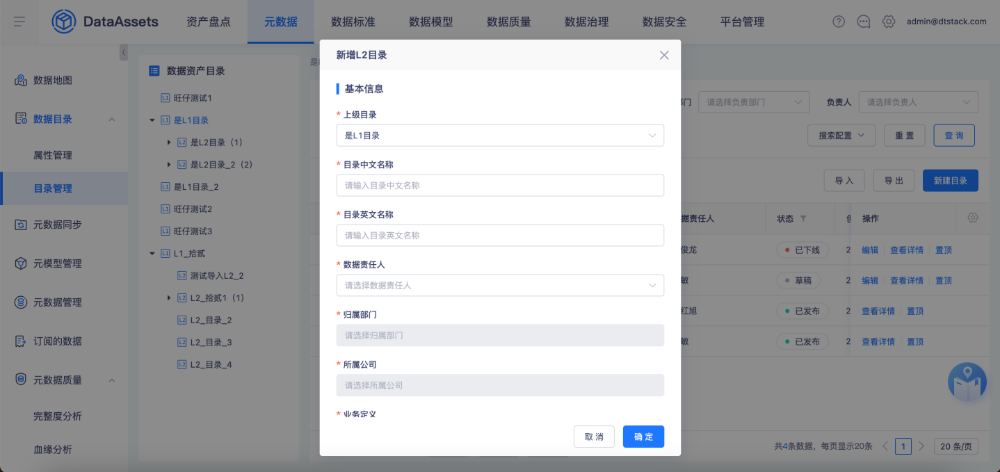 DataAssets 资产盘点 元数据 数据标准 数据模型 数据质量 数据治理 数据安全 平台管理 admin@dtstack.com
数据地图
数据目录
属性管理
目录管理
元数据同步
元模型管理
元数据管理
订阅的数据
元数据质量
完整度分析
血缘分析
数据资产目录
L1 旺仔测试1
L1 是L1目录
L2 是L2目录（1）
L2 是L2目录_2（2）
L1 是L1目录_2
L1 旺仔测试2
L1 旺仔测试3
L1 L1_拾贰
L2 测试导入L2_2
L2 L2_拾贰1（1）
L2 L2_目录_2
L2 L2_目录_3
L2 L2_目录_4
新增L2目录
基本信息
* 上级目录
是L1目录
* 目录中文名称
请输入目录中文名称
* 目录英文名称
请输入目录英文名称
* 数据责任人
请选择数据责任人
* 归属部门
请选择归属部门
* 所属公司
请选择所属公司
* 业务定义
取 消 确 定
是
门 请选择负责部门 负责人 请选择负责人
搜索配置 重 置 查 询
导 入 导 出 新建目录
据责任人 状态 操作
俊龙 已下线 2 编辑 查看详情 置顶
敏 草稿 2 编辑 查看详情 置顶
红旭 已发布 2 查看详情 置顶
敏 已发布 2 查看详情 置顶
共4条数据，每页显示20条 1 20 条/页